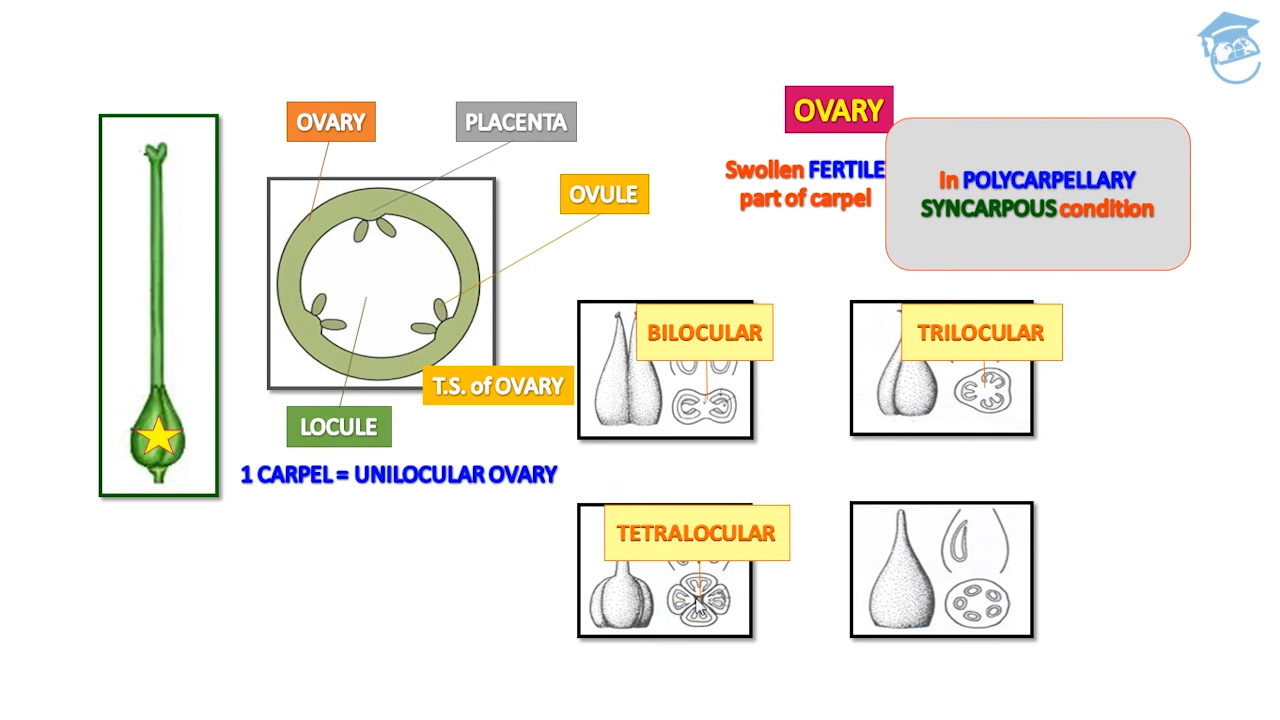 OVARY
PLACENTA
OVULE
T.S. of OVARY
LOCULE
1 CARPEL = UNILOCULAR OVARY
OVARY
Swollen FERTILE
part of carpel
In POLYCARPELLARY
SYNCARPOUS condition
BILOCULAR
TRILOCULAR
TETRALOCULAR